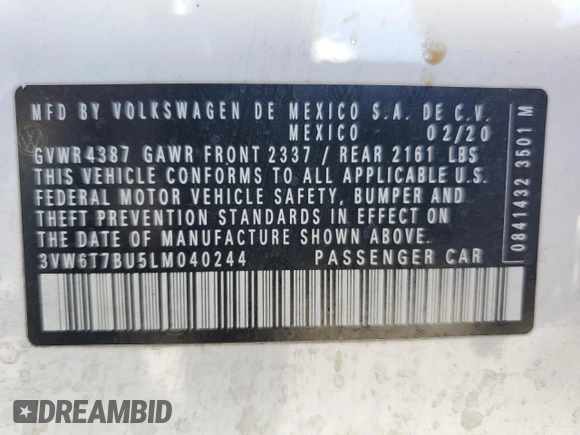 MFD BY VOLKSWAGEN DE MEXICO S.A. DE C.V.
MEXICO 02/20
GVWR 4387 GAWR FRONT 2337 / REAR 2161 LBS
THIS VEHICLE CONFORMS TO ALL APPLICABLE U.S.
FEDERAL MOTOR VEHICLE SAFETY, BUMPER AND
THEFT PREVENTION STANDARDS IN EFFECT ON
THE DATE OF MANUFACTURE SHOWN ABOVE.
3VW6T7BU5LM040244 PASSENGER CAR
0841432 3501 M
DREAMBID